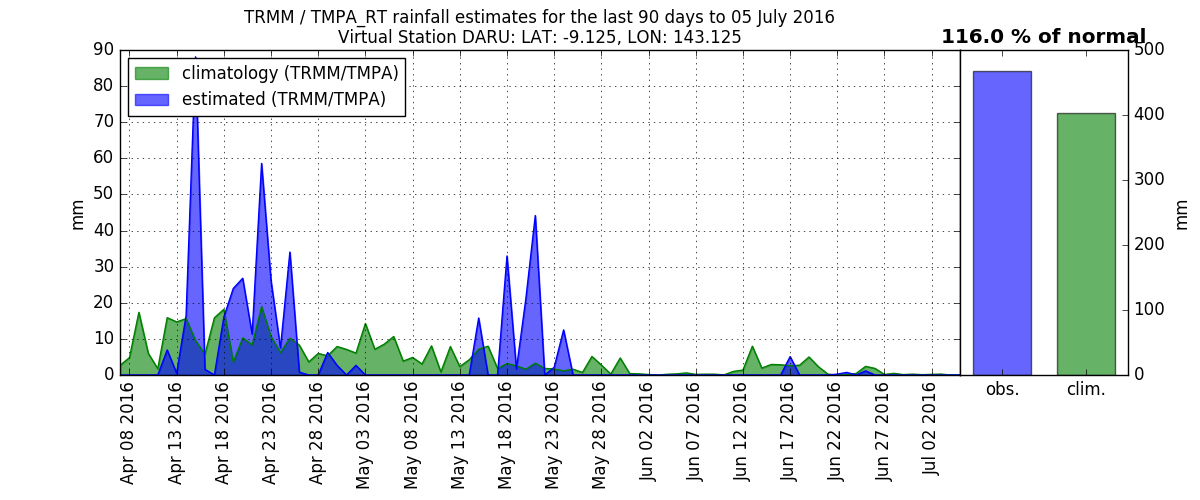 TRMM / TMPA_RT rainfall estimates for the last 90 days to 05 July 2016
Virtual Station DARU: LAT: -9.125, LON: 143.125
116.0 % of normal
climatology (TRMM/TMPA)
estimated (TRMM/TMPA)
90
80
70
60
50
40
30
20
10
0
mm
Apr 08 2016
Apr 13 2016
Apr 18 2016
Apr 23 2016
Apr 28 2016
May 03 2016
May 08 2016
May 13 2016
May 18 2016
May 23 2016
May 28 2016
Jun 02 2016
Jun 07 2016
Jun 12 2016
Jun 17 2016
Jun 22 2016
Jun 27 2016
Jul 02 2016
500
400
300
200
100
0
mm
obs.
clim.